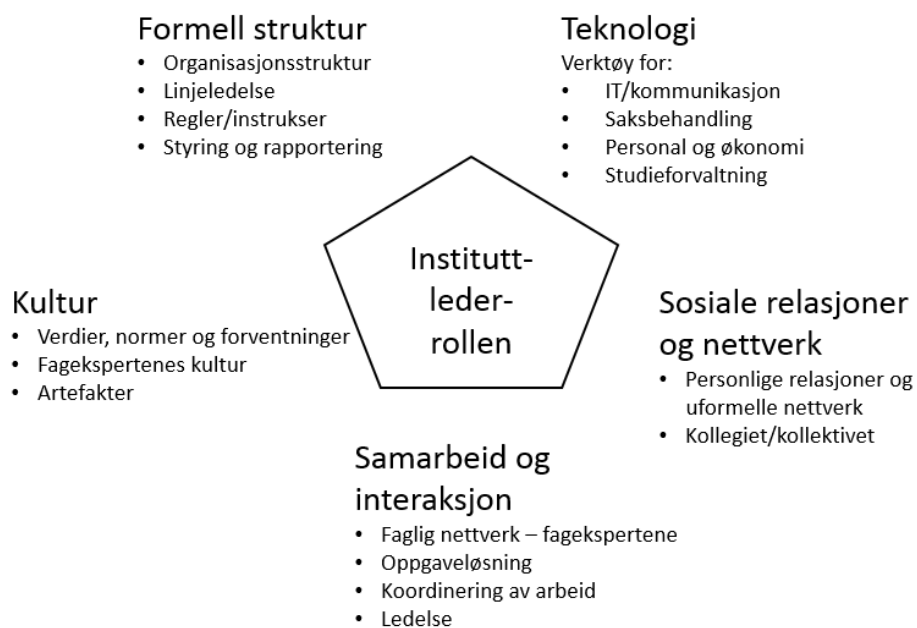 Formell struktur
• Organisasjonsstruktur
• Linjeledelse
• Regler/instrukser
• Styring og rapportering
Teknologi
Verktøy for:
• IT/kommunikasjon
• Saksbehandling
• Personal og økonomi
• Studieforvaltning
Institutt-
leder-
rollen
Kultur
• Verdier, normer og forventninger
• Fagekspertenes kultur
• Artefakter
Sosiale relasjoner
og nettverk
• Personlige relasjoner og
uformelle nettverk
• Kollegiet/kollektivet
Samarbeid og
interaksjon
• Faglig nettverk – fagekspertene
• Oppgaveløsning
• Koordinering av arbeid
• Ledelse